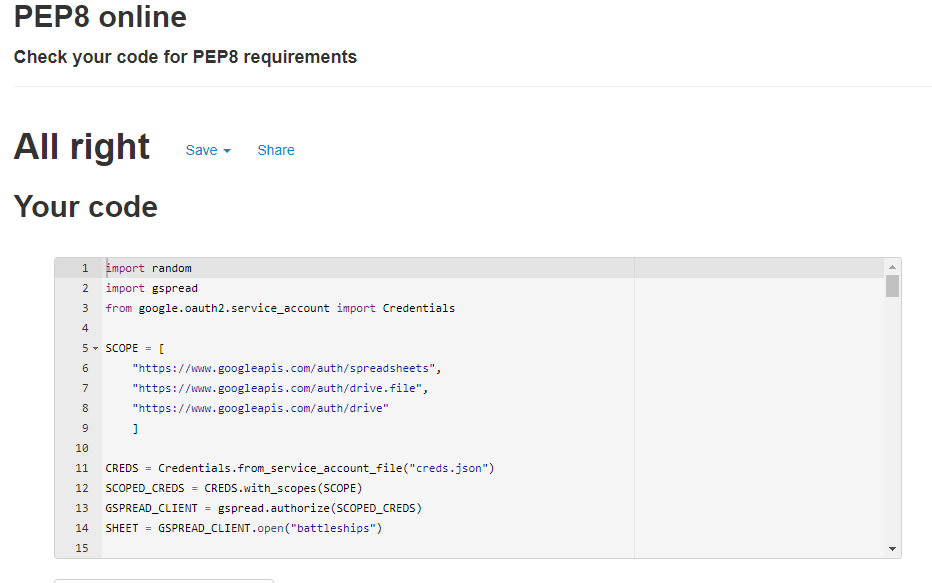 PEP8 online
Check your code for PEP8 requirements
All right Save Share
Your code
1 import random
2 import gspread
3 from google.oauth2.service_account import Credentials
4
5 SCOPE = [
6 "https://www.googleapis.com/auth/spreadsheets",
7 "https://www.googleapis.com/auth/drive.file",
8 "https://www.googleapis.com/auth/drive"
9 ]
10
11 CREDS = Credentials.from_service_account_file("creds.json")
12 SCOPED_CREDS = CREDS.with_scopes(SCOPE)
13 GSPREAD_CLIENT = gspread.authorize(SCOPED_CREDS)
14 SHEET = GSPREAD_CLIENT.open("battleships")
15